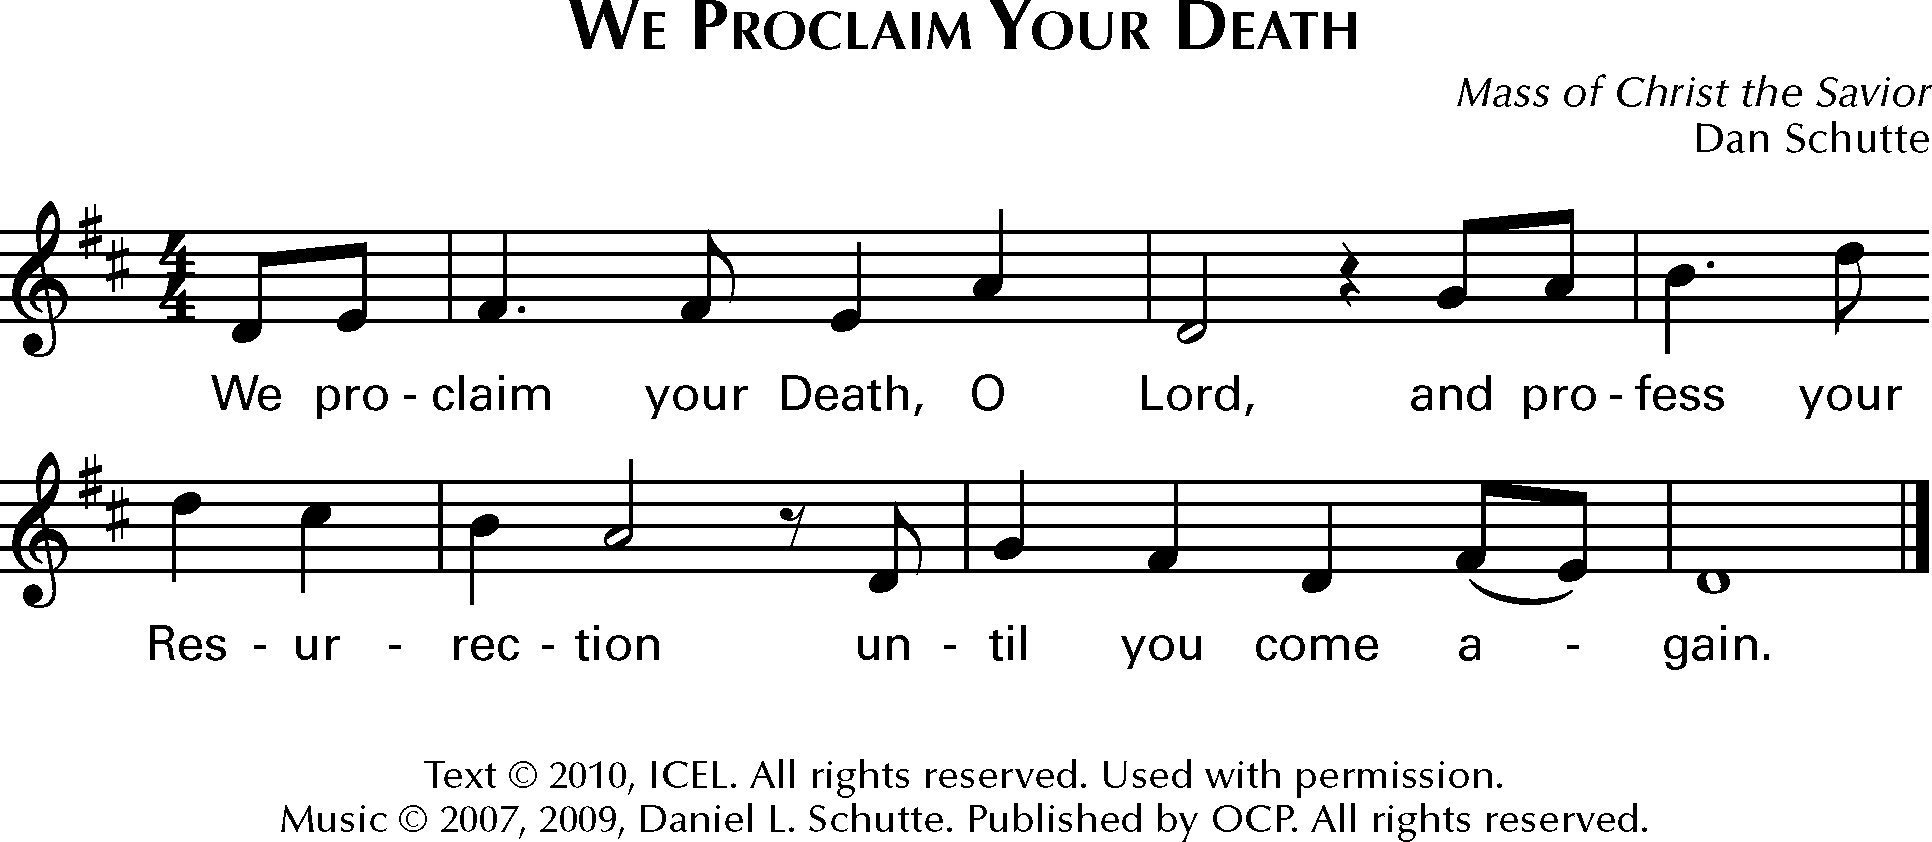 WE PROCLAIM YOUR DEATH
Mass of Christ the Savior
Dan Schutte
4
4
We pro - claim your Death, O Lord, and pro - fess your
Res - ur - rec - tion un - til you come a - gain.
Text © 2010, ICEL. All rights reserved. Used with permission.
Music © 2007, 2009, Daniel L. Schutte. Published by OCP. All rights reserved.